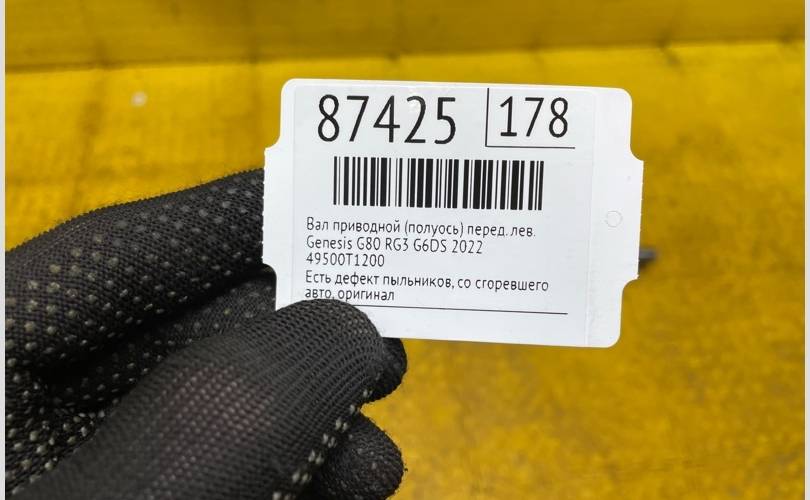 87425 178
Вал приводной (полуось) перед. лев.
Genesis G80 RG3 G6DS 2022
49500T1200
Есть дефект пыльников, со сгоревшего
авто, оригинал